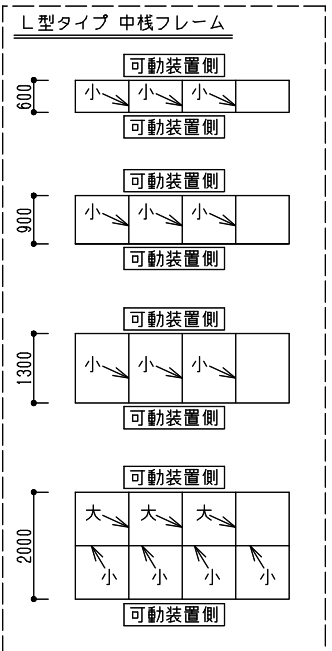 L型タイプ 中桟フレーム
可動装置側
600
小 小 小
可動装置側
可動装置側
900
小 小 小
可動装置側
可動装置側
1300
小 小 小
可動装置側
可動装置側
2000
大 大 大
小 小 小 小
可動装置側